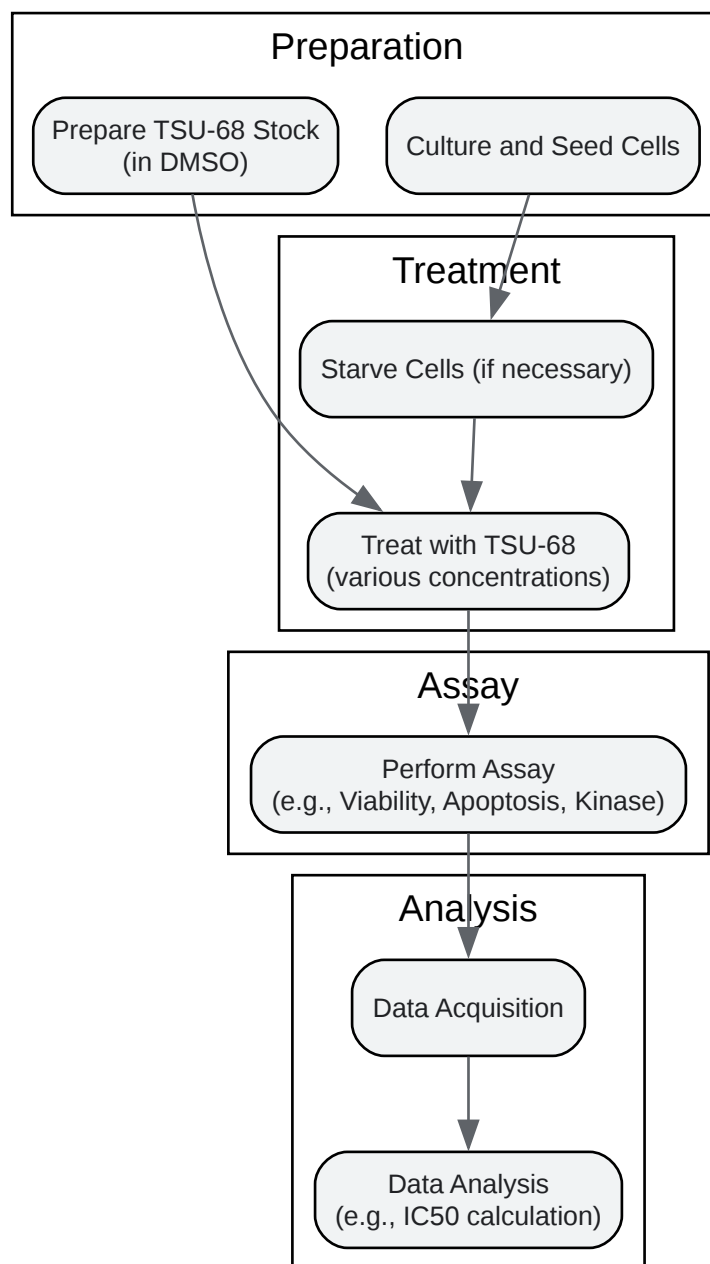 Preparation
Prepare TSU-68 Stock
(in DMSO)
Culture and Seed Cells
Treatment
Starve Cells (if necessary)
Treat with TSU-68
(various concentrations)
Assay
Perform Assay
(e.g., Viability, Apoptosis, Kinase)
Analysis
Data Acquisition
Data Analysis
(e.g., IC50 calculation)